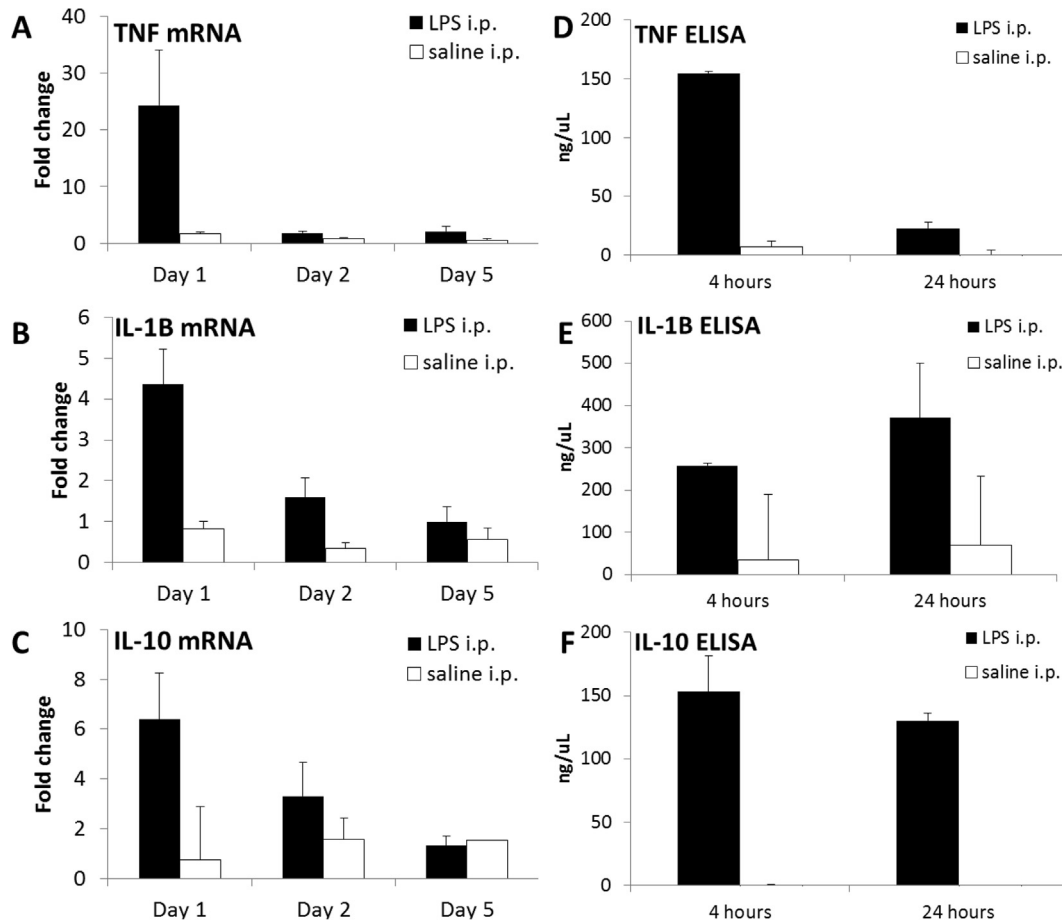 A
TNF mRNA
LPS i.p.
saline i.p.
Fold change
40
30
20
10
0
Day 1
Day 2
Day 5
B
IL-1B mRNA
LPS i.p.
saline i.p.
Fold change
6
5
4
3
2
1
0
Day 1
Day 2
Day 5
C
IL-10 mRNA
LPS i.p.
saline i.p.
Fold change
10
8
6
4
2
0
Day 1
Day 2
Day 5
D
TNF ELISA
LPS i.p.
saline i.p.
ng/uL
200
150
100
50
0
4 hours
24 hours
E
IL-1B ELISA
LPS i.p.
saline i.p.
ng/uL
600
500
400
300
200
100
0
4 hours
24 hours
F
IL-10 ELISA
LPS i.p.
saline i.p.
ng/uL
200
150
100
50
0
4 hours
24 hours